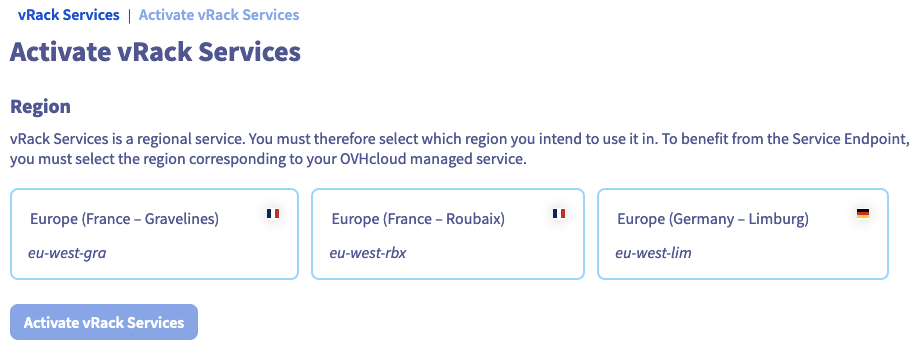 vRack Services | Activate vRack Services
Activate vRack Services
Region
vRack Services is a regional service. You must therefore select which region you intend to use it in. To benefit from the Service Endpoint,
you must select the region corresponding to your OVHcloud managed service.
Europe (France – Gravelines)
eu-west-gra
Europe (France – Roubaix)
eu-west-rbx
Europe (Germany – Limburg)
eu-west-lim
Activate vRack Services